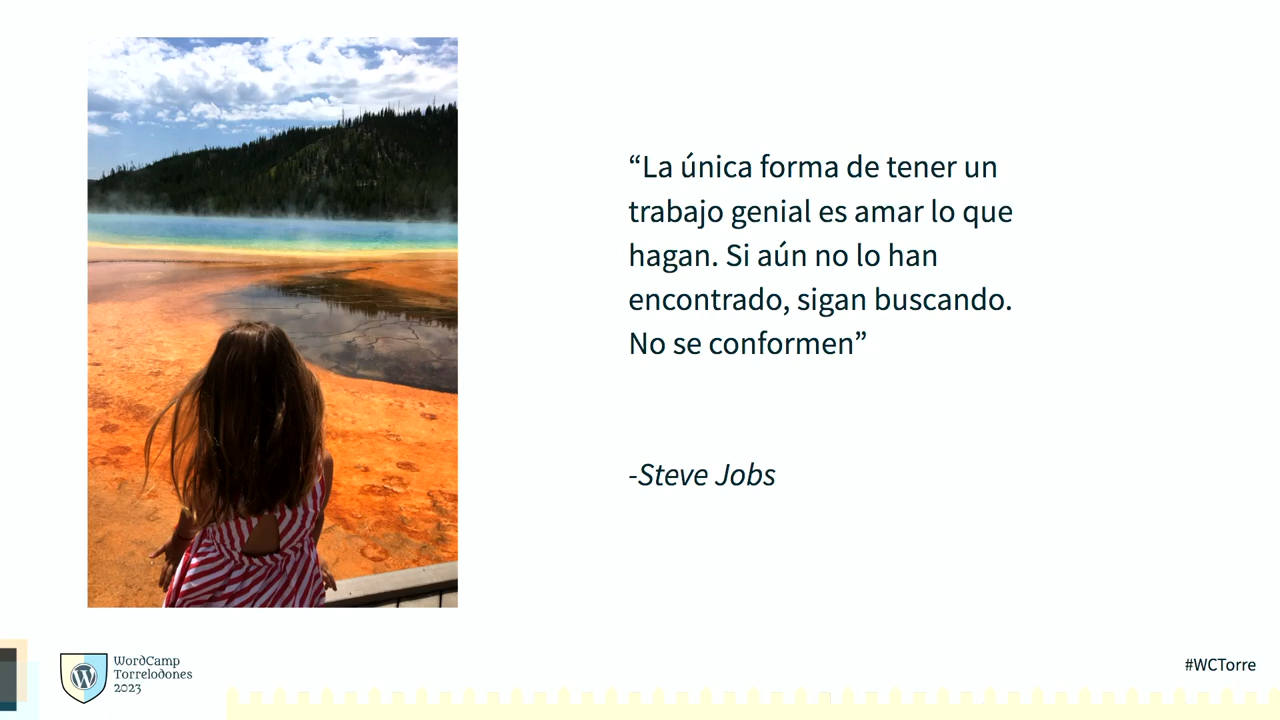 “La única forma de tener un
trabajo genial es amar lo que
hagan. Si aún no lo han
encontrado, sigan buscando.
No se conformen”
-Steve Jobs
WordCamp
Torrelodones
2023
#WCTorre